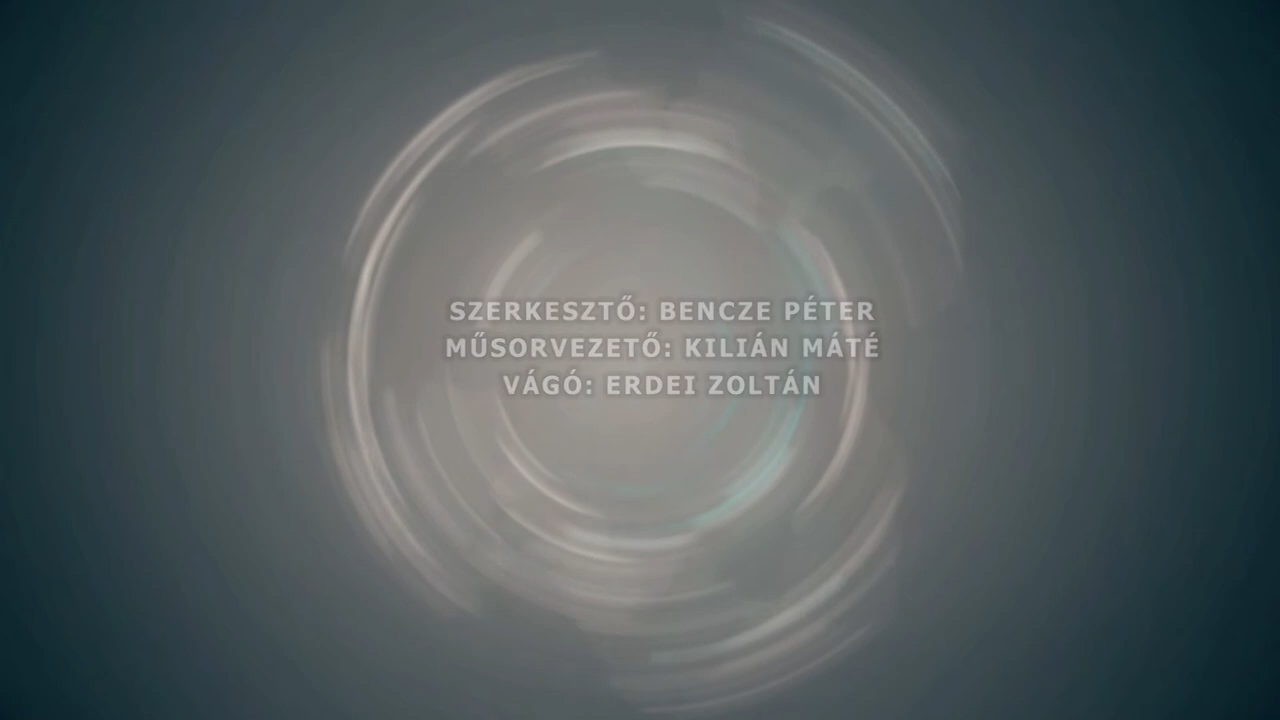 SZERKESZTŐ: BENCZE PÉTER
MŰSORVEZETŐ: KILIÁN MÁTÉ
VÁGÓ: ERDEI ZOLTÁN